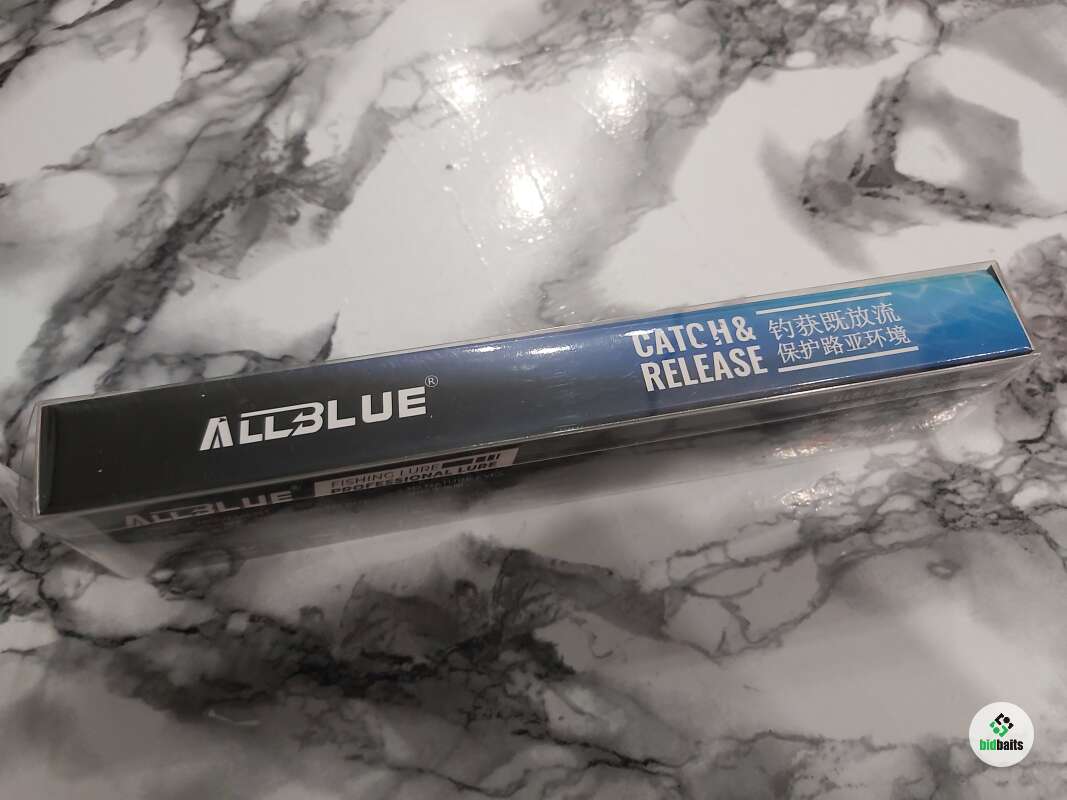 ALLBLUE®
CATCH &
RELEASE
钓获既放流
保护路亚环境
ALLBLUE
FISHING LURE
PROFESSIONAL LURE
bidbaits